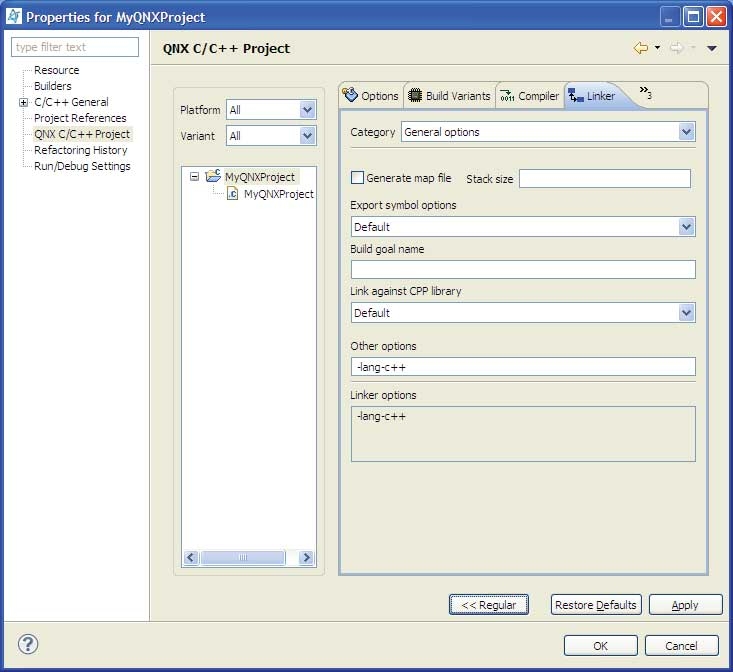 Properties for MyQNXProject
type filter text
Resource
Builders
C/C++ General
Project References
QNX C/C++ Project
Refactoring History
Run/Debug Settings
QNX C/C++ Project
Platform All
Variant All
MyQNXProject
MyQNXProject
Options Build Variants Compiler Linker »3
Category General options
Generate map file Stack size
Export symbol options
Default
Build goal name
Link against CPP library
Default
Other options
-lang-c++
Linker options
-lang-c++
<< Regular Restore Defaults Apply
? OK Cancel